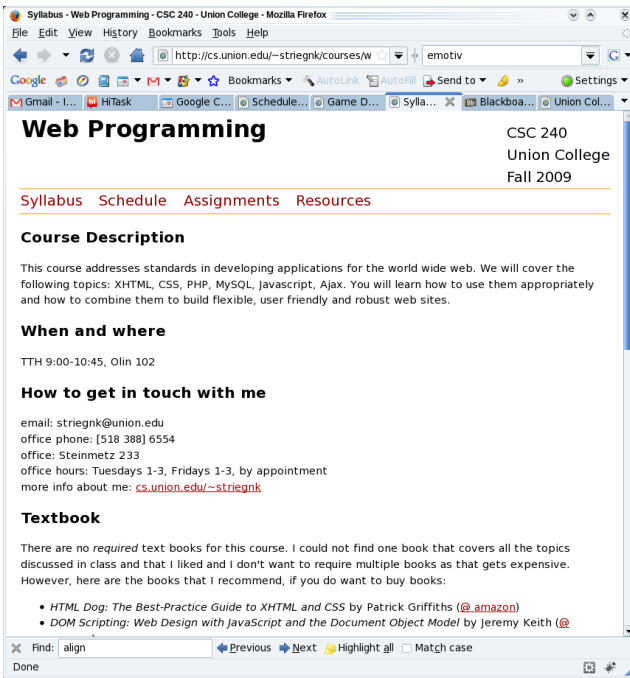 Syllabus - Web Programming - CSC 240 - Union College - Mozilla Firefox
File Edit View History Bookmarks Tools Help
http://cs.union.edu/~striegnk/courses/w emotiv G
Google Bookmarks AutoLink AutoFill Send to » Settings
Gmail - I... HiTask Google C... Schedule... Game D... Sylla... Blackboa... Union Col...
Web Programming
CSC 240
Union College
Fall 2009
Syllabus Schedule Assignments Resources
Course Description
This course addresses standards in developing applications for the world wide web. We will cover the
following topics: XHTML, CSS, PHP, MySQL, Javascript, Ajax. You will learn how to use them appropriately
and how to combine them to build flexible, user friendly and robust web sites.
When and where
TTH 9:00-10:45, Olin 102
How to get in touch with me
email: striegnk@union.edu
office phone: [518 388] 6554
office: Steinmetz 233
office hours: Tuesdays 1-3, Fridays 1-3, by appointment
more info about me: cs.union.edu/~striegnk
Textbook
There are no required text books for this course. I could not find one book that covers all the topics
discussed in class and that I liked and I don't want to require multiple books as that gets expensive.
However, here are the books that I recommend, if you do want to buy books:
• HTML Dog: The Best-Practice Guide to XHTML and CSS by Patrick Griffiths (@ amazon)
• DOM Scripting: Web Design with JavaScript and the Document Object Model by Jeremy Keith (@
Find: align Previous Next Highlight all Match case
Done